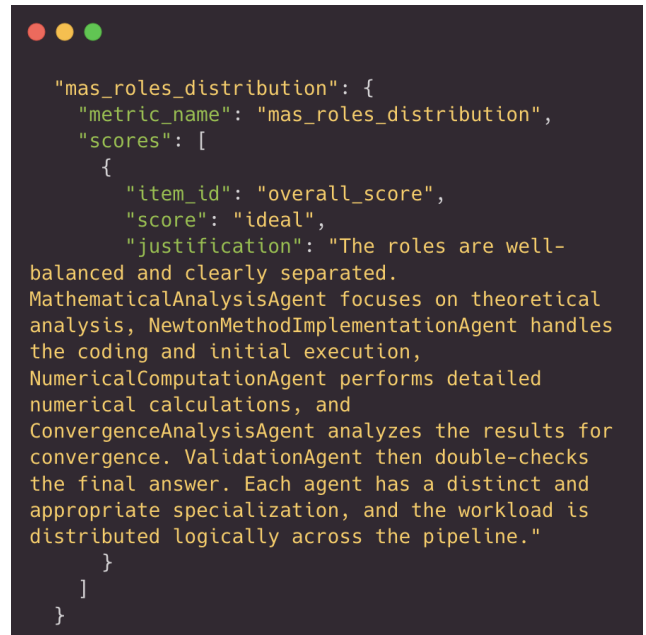 "mas_roles_distribution": {
"metric_name": "mas_roles_distribution",
"scores": [
{
"item_id": "overall_score",
"score": "ideal",
"justification": "The roles are well-
balanced and clearly separated.
MathematicalAnalysisAgent focuses on theoretical
analysis, NewtonMethodImplementationAgent handles
the coding and initial execution,
NumericalComputationAgent performs detailed
numerical calculations, and
ConvergenceAnalysisAgent analyzes the results for
convergence. ValidationAgent then double-checks
the final answer. Each agent has a distinct and
appropriate specialization, and the workload is
distributed logically across the pipeline."
}
]
}